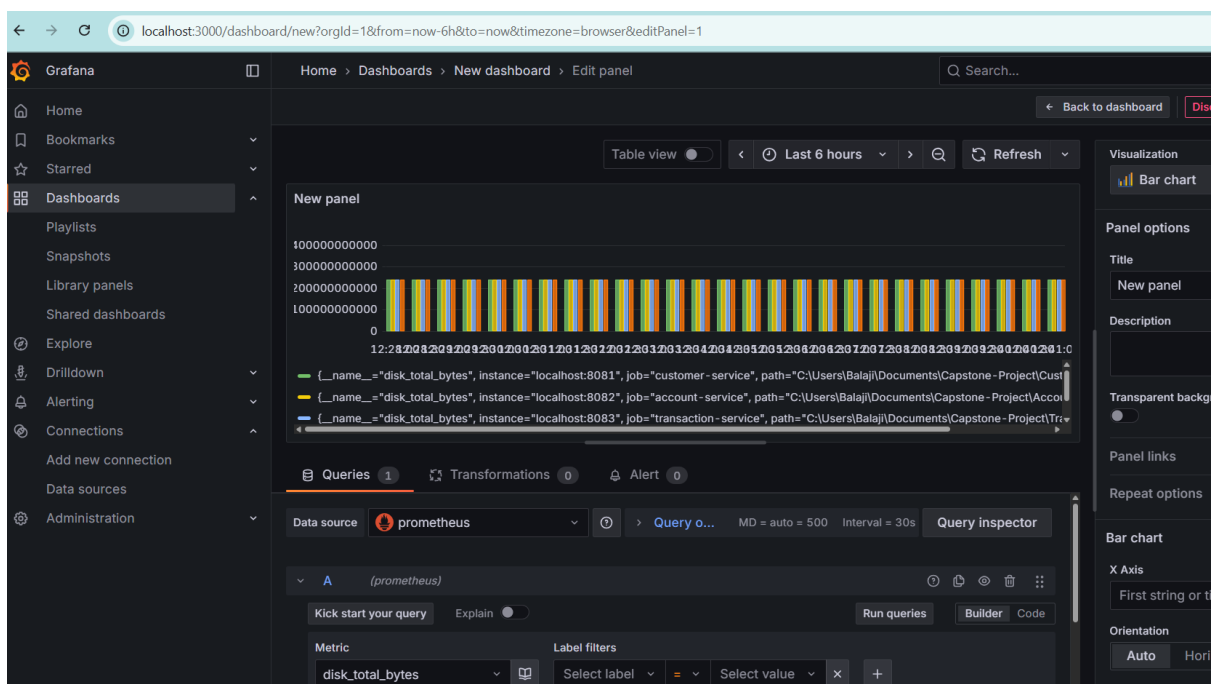 localhost:3000/dashboard/new?orgId=1&from=now-6h&to=now&timezone=browser&editPanel=1
Grafana
Home › Dashboards › New dashboard › Edit panel
Search...
Home
Bookmarks
Starred
Dashboards
Playlists
Snapshots
Library panels
Shared dashboards
Explore
Drilldown
Alerting
Connections
Add new connection
Data sources
Administration
← Back to dashboard
Table view
Last 6 hours
Refresh
New panel
0
{__name__="disk_total_bytes", instance="localhost:8081", job="customer-service", path="C:\Users\Balaji\Documents\Capstone-Project\Cust
{__name__="disk_total_bytes", instance="localhost:8082", job="account-service", path="C:\Users\Balaji\Documents\Capstone-Project\Accou
{__name__="disk_total_bytes", instance="localhost:8083", job="transaction-service", path="C:\Users\Balaji\Documents\Capstone-Project\Tra
Queries 1 Transformations 0 Alert 0
Data source prometheus › Query o... MD = auto = 500 Interval = 30s Query inspector
A (prometheus)
Kick start your query Explain Run queries Builder Code
Metric Label filters
disk_total_bytes Select label = Select value × +
Visualization
Bar chart
Panel options
Title
New panel
Description
Transparent backgr
Panel links
Repeat options
Bar chart
X Axis
First string or ti
Orientation
Auto Hori